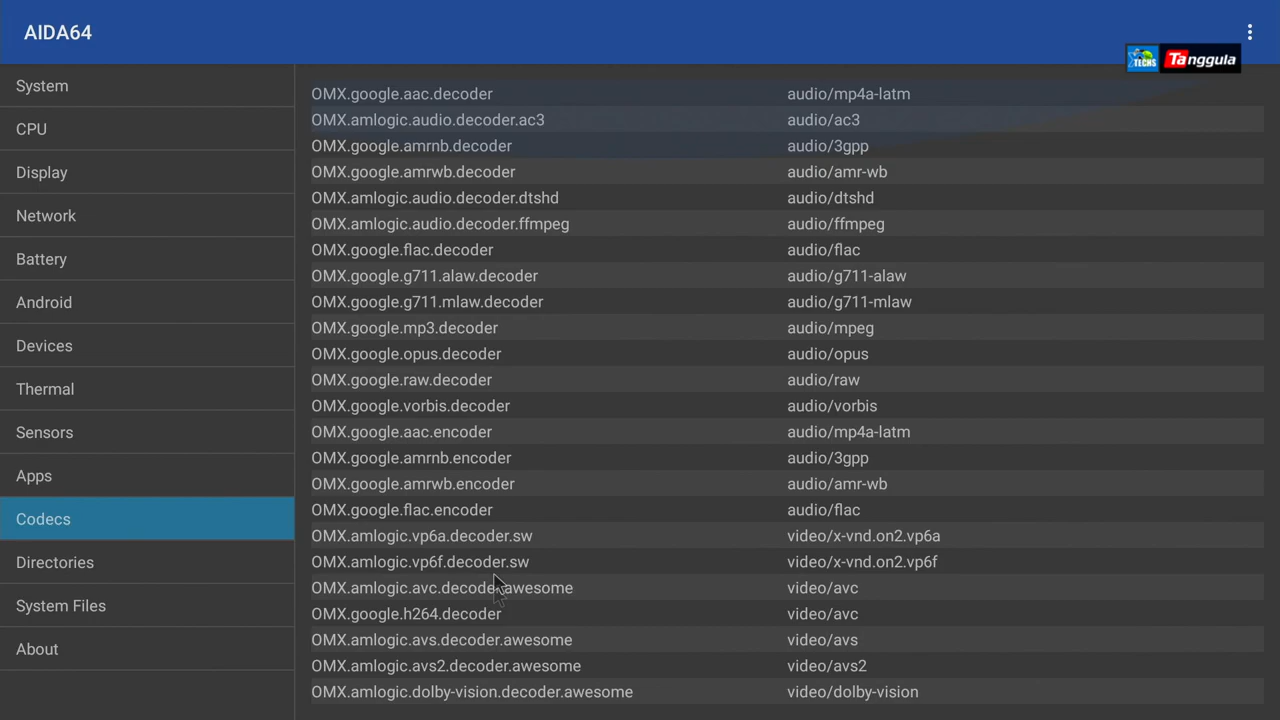 AIDA64
TECHS Tanggula
System
CPU
Display
Network
Battery
Android
Devices
Thermal
Sensors
Apps
Codecs
Directories
System Files
About
OMX.google.aac.decoder audio/mp4a-latm
OMX.amlogic.audio.decoder.ac3 audio/ac3
OMX.google.amrnb.decoder audio/3gpp
OMX.google.amrwb.decoder audio/amr-wb
OMX.amlogic.audio.decoder.dtshd audio/dtshd
OMX.amlogic.audio.decoder.ffmpeg audio/ffmpeg
OMX.google.flac.decoder audio/flac
OMX.google.g711.alaw.decoder audio/g711-alaw
OMX.google.g711.mlaw.decoder audio/g711-mlaw
OMX.google.mp3.decoder audio/mpeg
OMX.google.opus.decoder audio/opus
OMX.google.raw.decoder audio/raw
OMX.google.vorbis.decoder audio/vorbis
OMX.google.aac.encoder audio/mp4a-latm
OMX.google.amrnb.encoder audio/3gpp
OMX.google.amrwb.encoder audio/amr-wb
OMX.google.flac.encoder audio/flac
OMX.amlogic.vp6a.decoder.sw video/x-vnd.on2.vp6a
OMX.amlogic.vp6f.decoder.sw video/x-vnd.on2.vp6f
OMX.amlogic.avc.decoder.awesome video/avc
OMX.google.h264.decoder video/avc
OMX.amlogic.avs.decoder.awesome video/avs
OMX.amlogic.avs2.decoder.awesome video/avs2
OMX.amlogic.dolby-vision.decoder.awesome video/dolby-vision